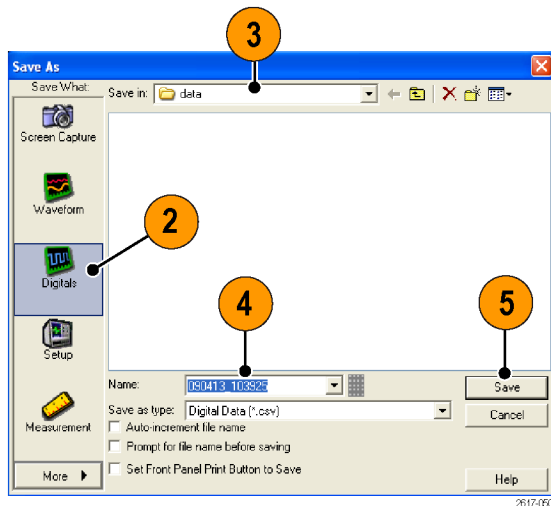 3
Save As
Save What:
Save in: data
Screen Capture
Waveform
2
Digitals
4
5
Setup
Name: 090413_103925
Save
Save as type: Digital Data (*.csv)
Cancel
Auto-increment file name
Measurement
Prompt for file name before saving
Set Front Panel Print Button to Save
More
Help
2617-050